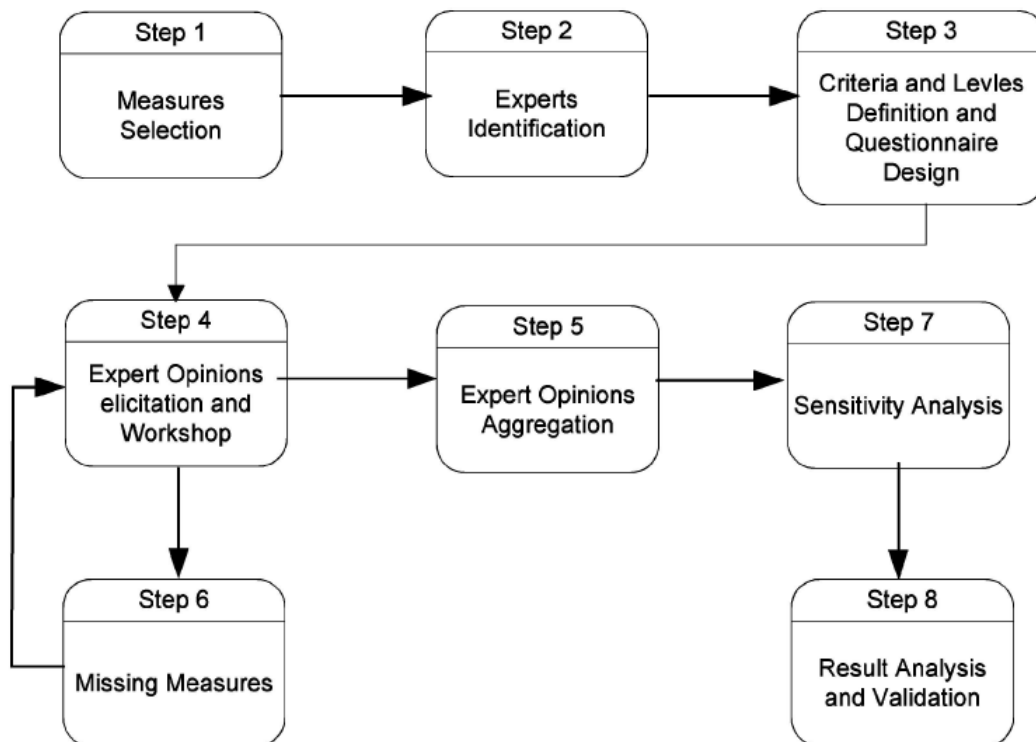 Step 1
Measures
Selection
Step 2
Experts
Identification
Step 3
Criteria and Levles
Definition and
Questionnaire
Design
Step 4
Expert Opinions
elicitation and
Workshop
Step 5
Expert Opinions
Aggregation
Step 7
Sensitivity Analysis
Step 6
Missing Measures
Step 8
Result Analysis
and Validation